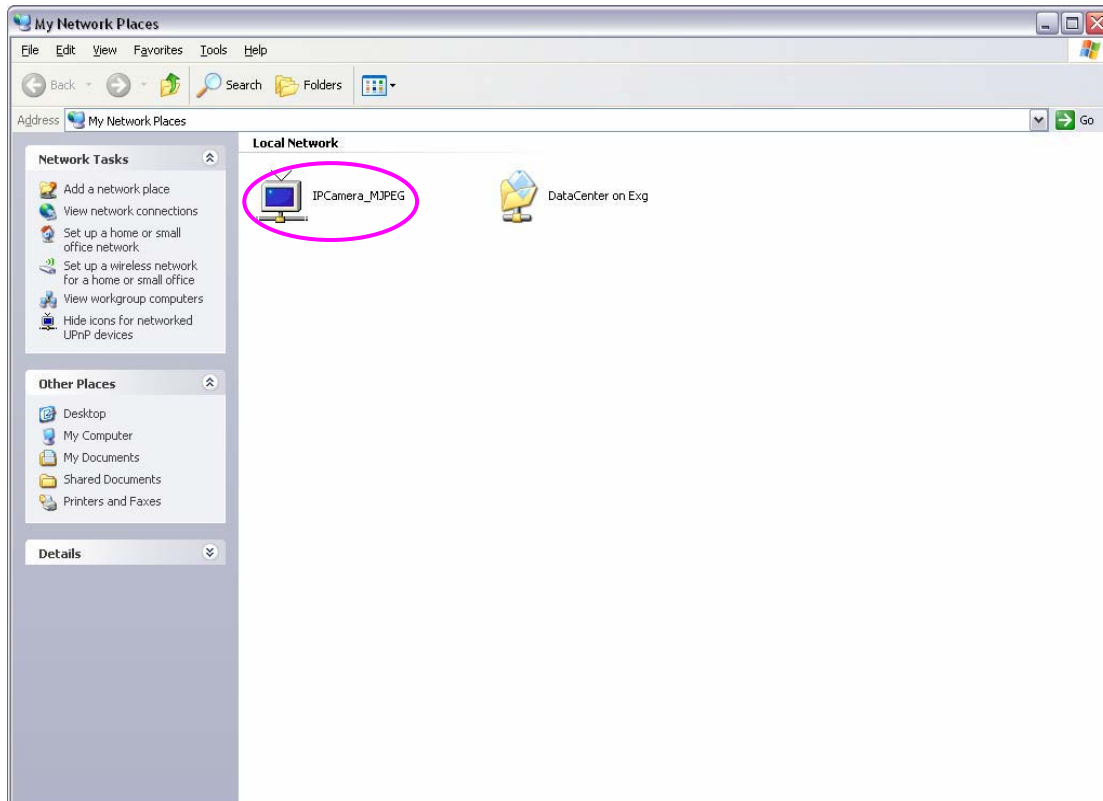 My Network Places
File Edit View Favorites Tools Help
Back Search Folders
Address My Network Places Go
Network Tasks
Add a network place
View network connections
Set up a home or small
office network
Set up a wireless network
for a home or small office
View workgroup computers
Hide icons for networked
UPnP devices
Other Places
Desktop
My Computer
My Documents
Shared Documents
Printers and Faxes
Details
Local Network
IPCamera_MJPEG
DataCenter on Exg